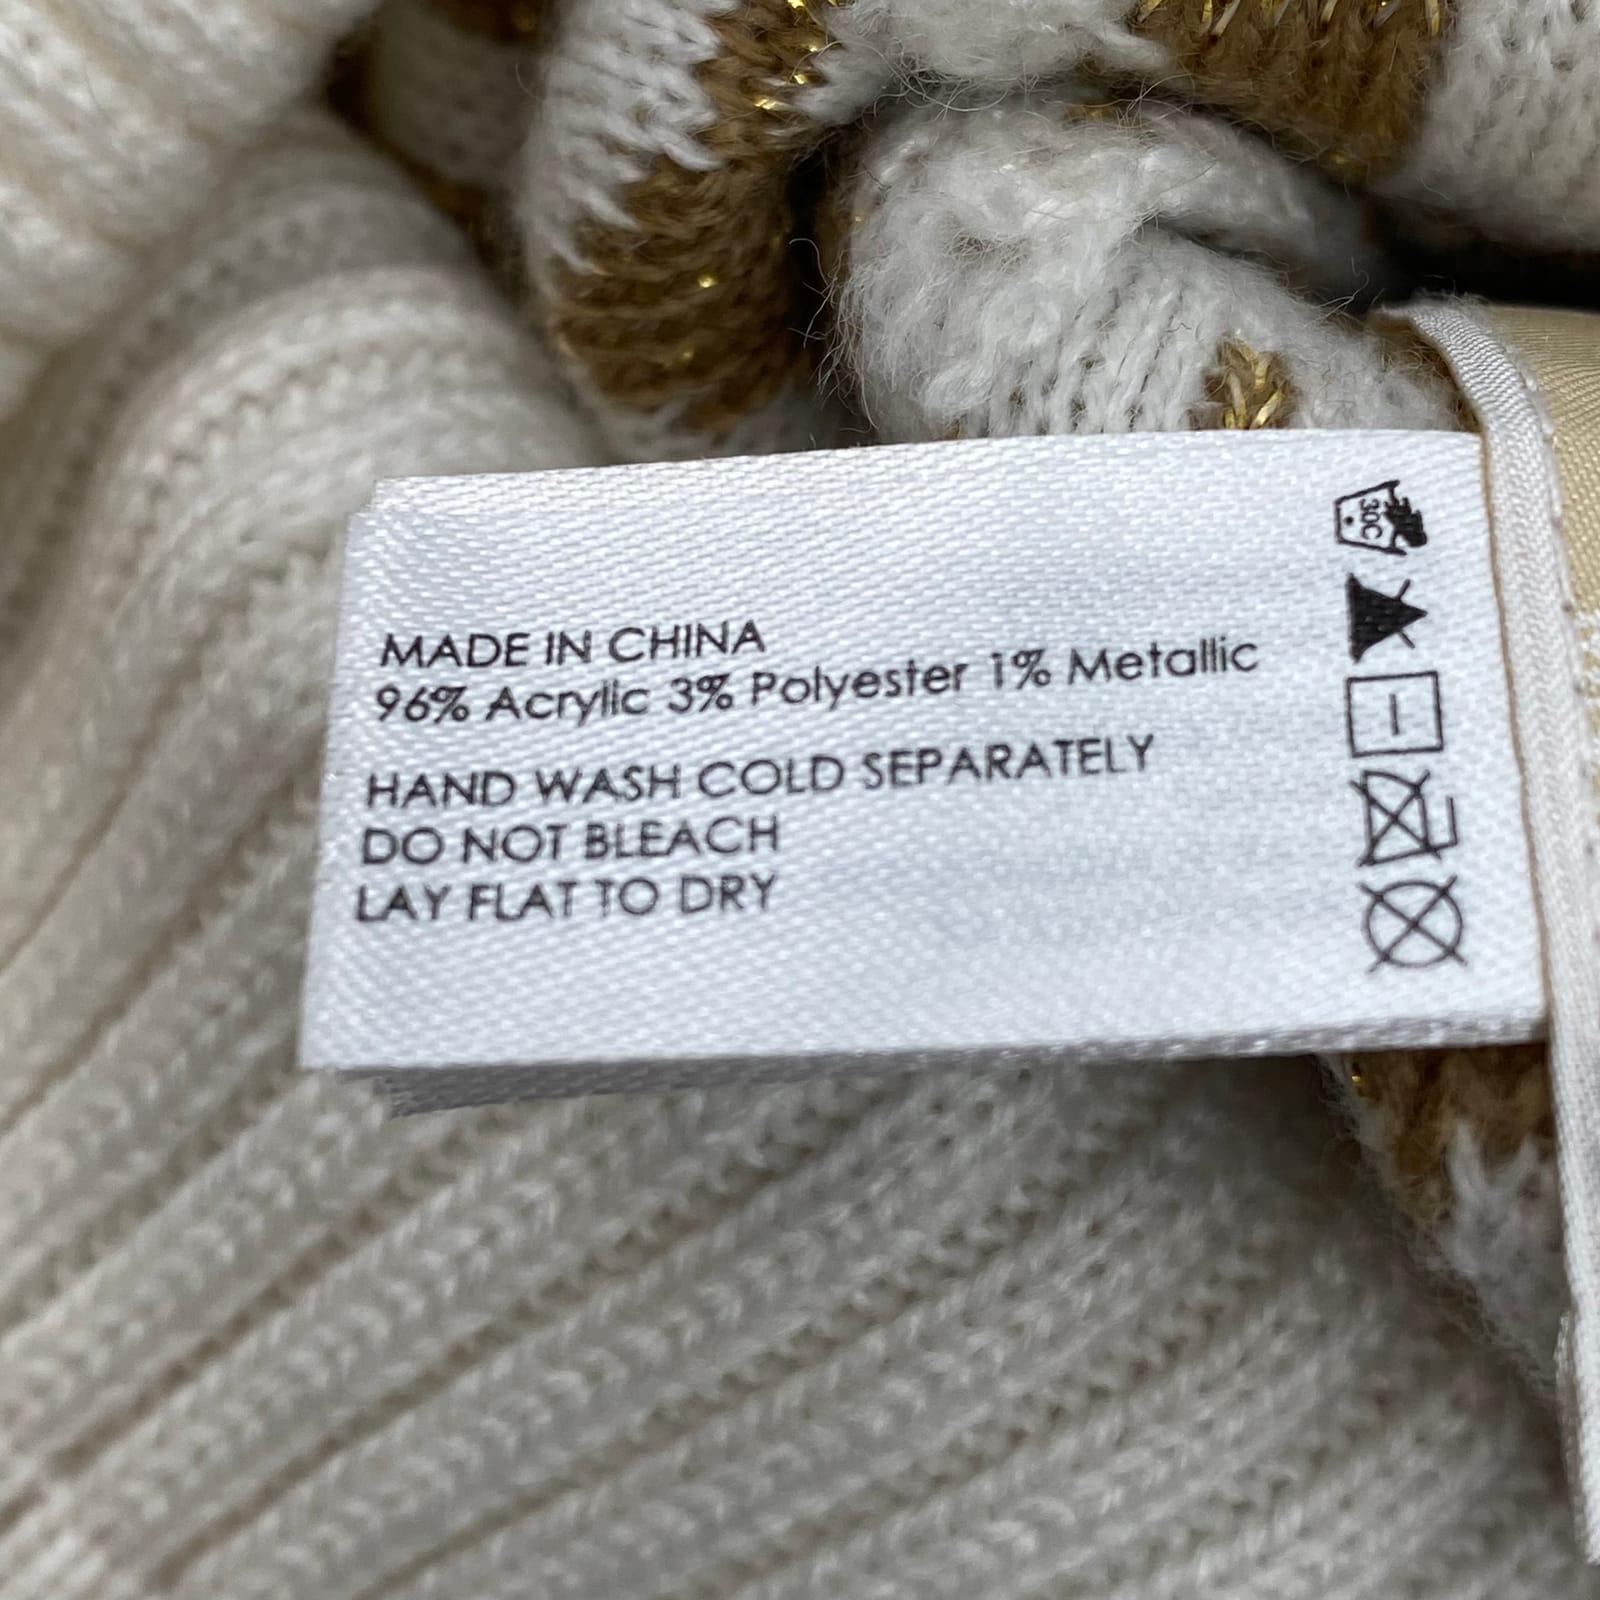 MADE IN CHINA
96% Acrylic 3% Polyester 1% Metallic
HAND WASH COLD SEPARATELY
DO NOT BLEACH
LAY FLAT TO DRY
30C